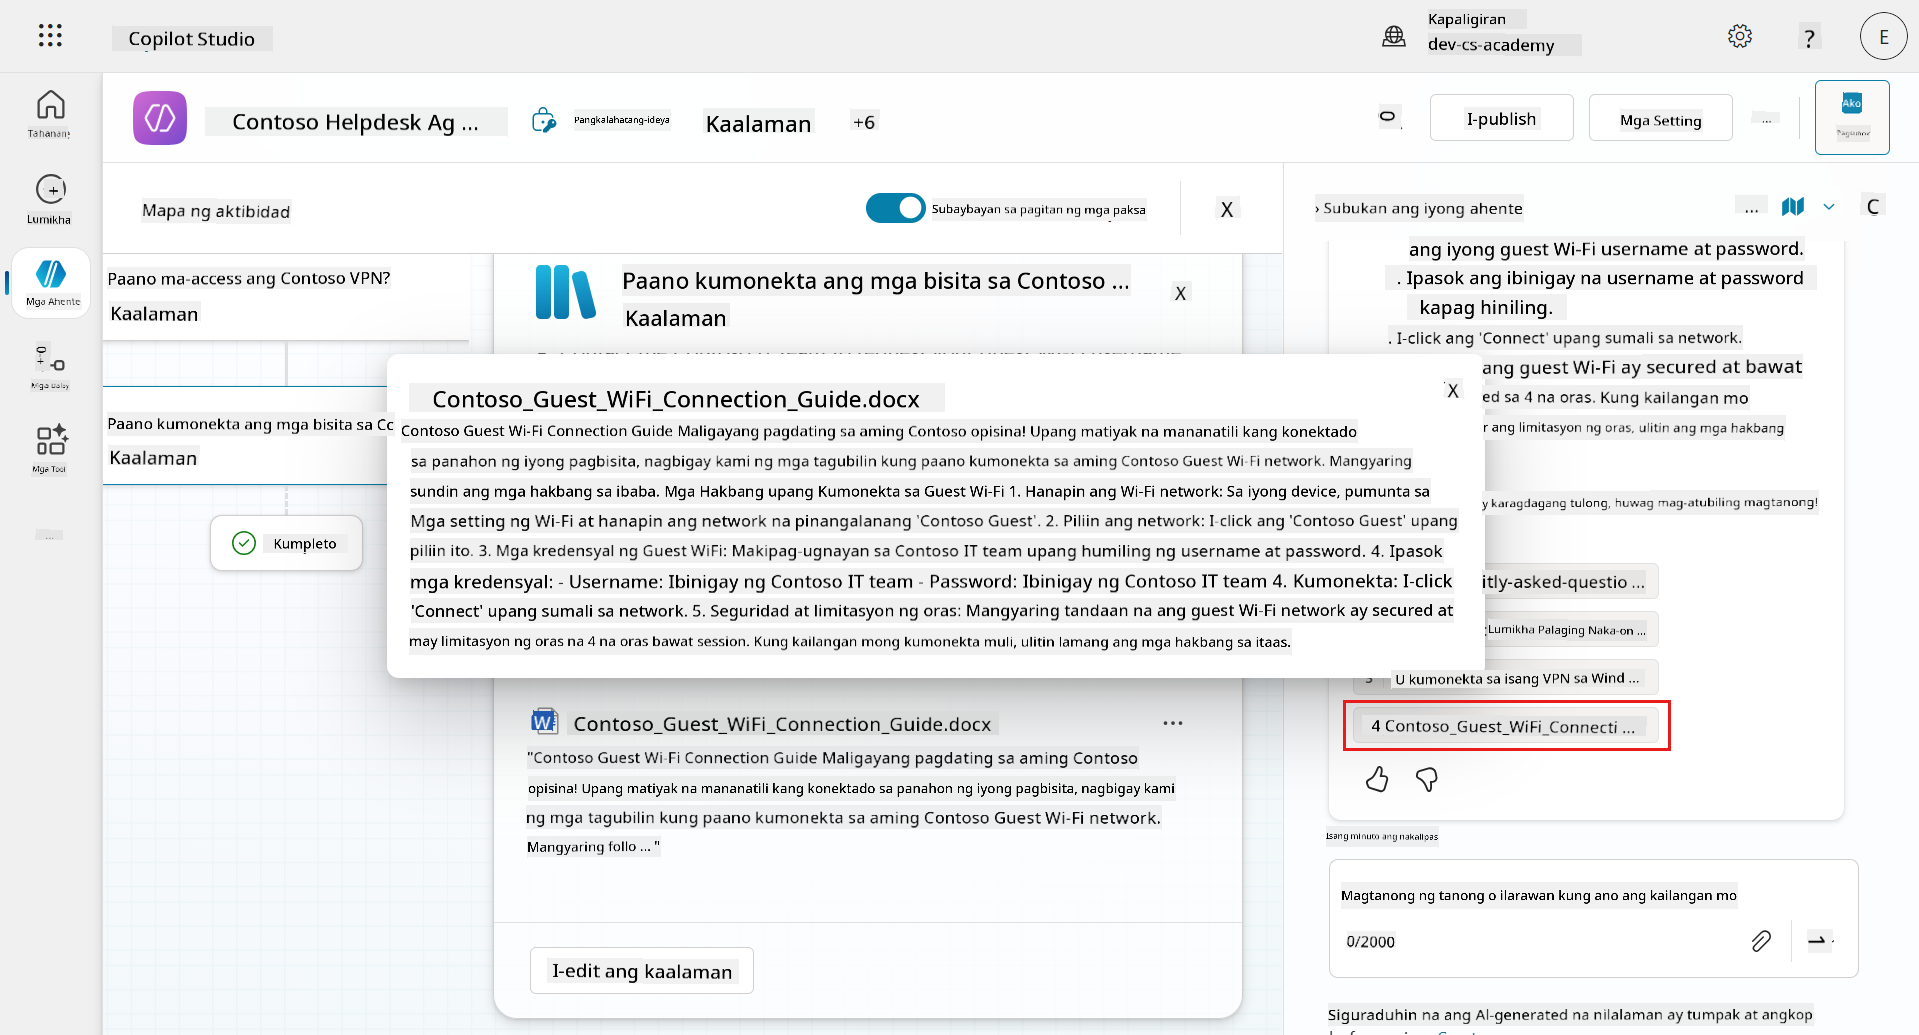 Copilot Studio
Kapaligiran
dev-cs-academy
?
E
Tahanan
Lumikha
Mga Ahente
Mga Daloy
Mga Tool
...
Contoso Helpdesk Ag ...
Pangkalahatang-ideya
Kaalaman
+6
I-publish
Mga Setting
...
Ako
Mapa ng aktibidad
Subaybayan sa pagitan ng mga paksa
X
Paano ma-access ang Contoso VPN?
Kaalaman
Paano kumonekta ang mga bisita sa Cc
Kaalaman
Kumpleto
Paano kumonekta ang mga bisita sa Contoso ...
Kaalaman
X
Contoso_Guest_WiFi_Connection_Guide.docx
X
Contoso Guest Wi-Fi Connection Guide Maligayang pagdating sa aming Contoso opisina! Upang matiyak na mananatili kang konektado
sa panahon ng iyong pagbisita, nagbigay kami ng mga tagubilin kung paano kumonekta sa aming Contoso Guest Wi-Fi network. Mangyaring
sundin ang mga hakbang sa ibaba. Mga Hakbang upang Kumonekta sa Guest Wi-Fi 1. Hanapin ang Wi-Fi network: Sa iyong device, pumunta sa
Mga setting ng Wi-Fi at hanapin ang network na pinangalanang 'Contoso Guest'. 2. Piliin ang network: I-click ang 'Contoso Guest' upang
piliin ito. 3. Mga kredensyal ng Guest WiFi: Makipag-ugnayan sa Contoso IT team upang humiling ng username at password. 4. Ipasok
mga kredensyal: - Username: Ibinigay ng Contoso IT team - Password: Ibinigay ng Contoso IT team 4. Kumonekta: I-click
'Connect' upang sumali sa network. 5. Seguridad at limitasyon ng oras: Mangyaring tandaan na ang guest Wi-Fi network ay secured at
may limitasyon ng oras na 4 na oras bawat session. Kung kailangan mong kumonekta muli, ulitin lamang ang mga hakbang sa itaas.
Contoso_Guest_WiFi_Connection_Guide.docx
...
"Contoso Guest Wi-Fi Connection Guide Maligayang pagdating sa aming Contoso
opisina! Upang matiyak na mananatili kang konektado sa panahon ng iyong pagbisita, nagbigay kami
ng mga tagubilin kung paano kumonekta sa aming Contoso Guest Wi-Fi network.
Mangyaring follo ... "
I-edit ang kaalaman
› Subukan ang iyong ahente
...
C
ang iyong guest Wi-Fi username at password.
. Ipasok ang ibinigay na username at password
kapag hiniling.
. I-click ang 'Connect' upang sumali sa network.
ang guest Wi-Fi ay secured at bawat
ed sa 4 na oras. Kung kailangan mo
r ang limitasyon ng oras, ulitin ang mga hakbang
y karagdagang tulong, huwag mag-atubiling magtanong!
itly-asked-questio ...
Lumikha Palaging Naka-on ...
U kumonekta sa isang VPN sa Wind ...
4 Contoso_Guest_WiFi_Connecti ...
Isang minuto ang nakalipas
Magtanong ng tanong o ilarawan kung ano ang kailangan mo
0/2000
Siguraduhin na ang AI-generated na nilalaman ay tumpak at angkop